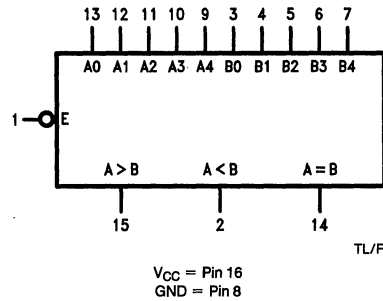 13 12 11 10 9 3 4 5 6 7
A0 A1 A2 A3 A4 B0 B1 B2 B3 B4
1 E
A > B A < B A = B
15 2 14
TL/F
VCC = Pin 16
GND = Pin 8